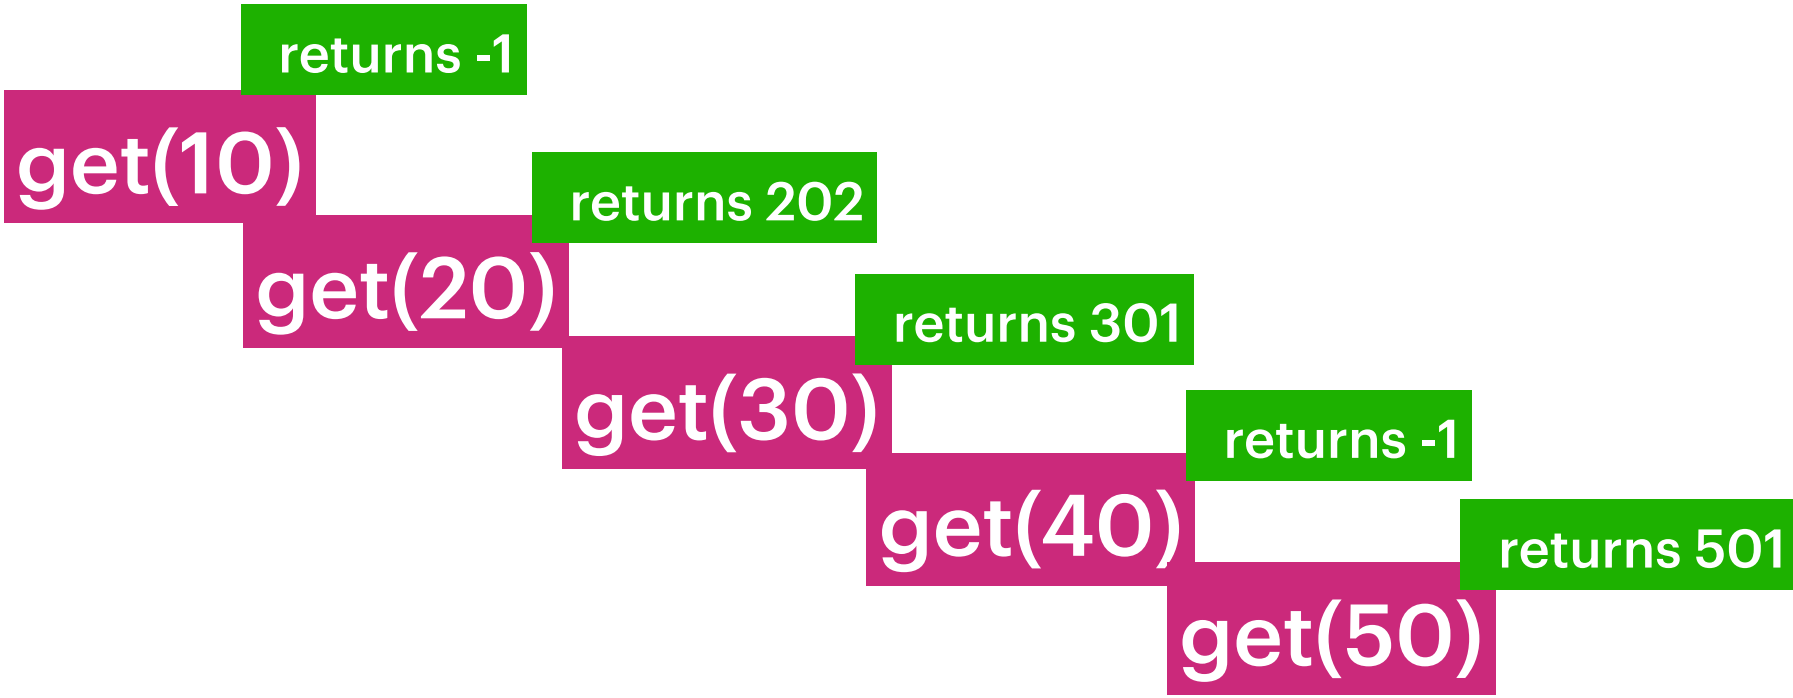 returns -1
get(10)
returns 202
get(20)
returns 301
get(30)
returns -1
get(40)
returns 501
get(50)